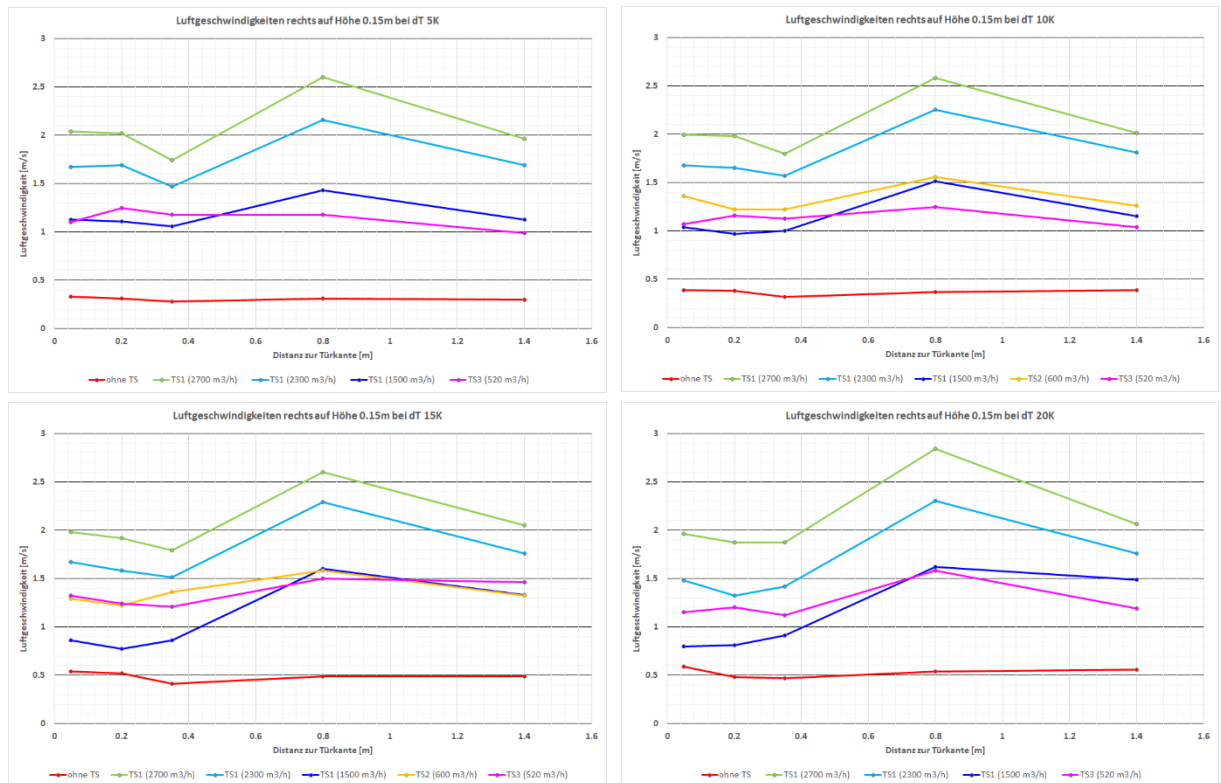 Luftgeschwindigkeiten rechts auf Höhe 0.15m bei dT 5K
3
2.5
2
1.5
1
0.5
0
Luftgeschwindigkeit [m/s]
0 0.2 0.4 0.6 0.8 1 1.2 1.4 1.6
Distanz zur Türkante [m]
ohne TS TS1 (2700 m3/h) TS1 (2300 m3/h) TS1 (1500 m3/h) TS3 (520 m3/h)
Luftgeschwindigkeiten rechts auf Höhe 0.15m bei dT 10K
3
2.5
2
1.5
1
0.5
0
Luftgeschwindigkeit [m/s]
0 0.2 0.4 0.6 0.8 1 1.2 1.4 1.6
Distanz zur Türkante [m]
ohne TS TS1 (2700 m3/h) TS1 (2300 m3/h) TS1 (1500 m3/h) TS2 (600 m3/h) TS3 (520 m3/h)
Luftgeschwindigkeiten rechts auf Höhe 0.15m bei dT 15K
3
2.5
2
1.5
1
0.5
0
Luftgeschwindigkeit [m/s]
0 0.2 0.4 0.6 0.8 1 1.2 1.4 1.6
Distanz zur Türkante [m]
ohne TS TS1 (2700 m3/h) TS1 (2300 m3/h) TS1 (1500 m3/h) TS2 (600 m3/h) TS3 (520 m3/h)
Luftgeschwindigkeiten rechts auf Höhe 0.15m bei dT 20K
3
2.5
2
1.5
1
0.5
0
Luftgeschwindigkeit [m/s]
0 0.2 0.4 0.6 0.8 1 1.2 1.4 1.6
Distanz zur Türkante [m]
ohne TS TS1 (2700 m3/h) TS1 (2300 m3/h) TS1 (1500 m3/h) TS3 (520 m3/h)